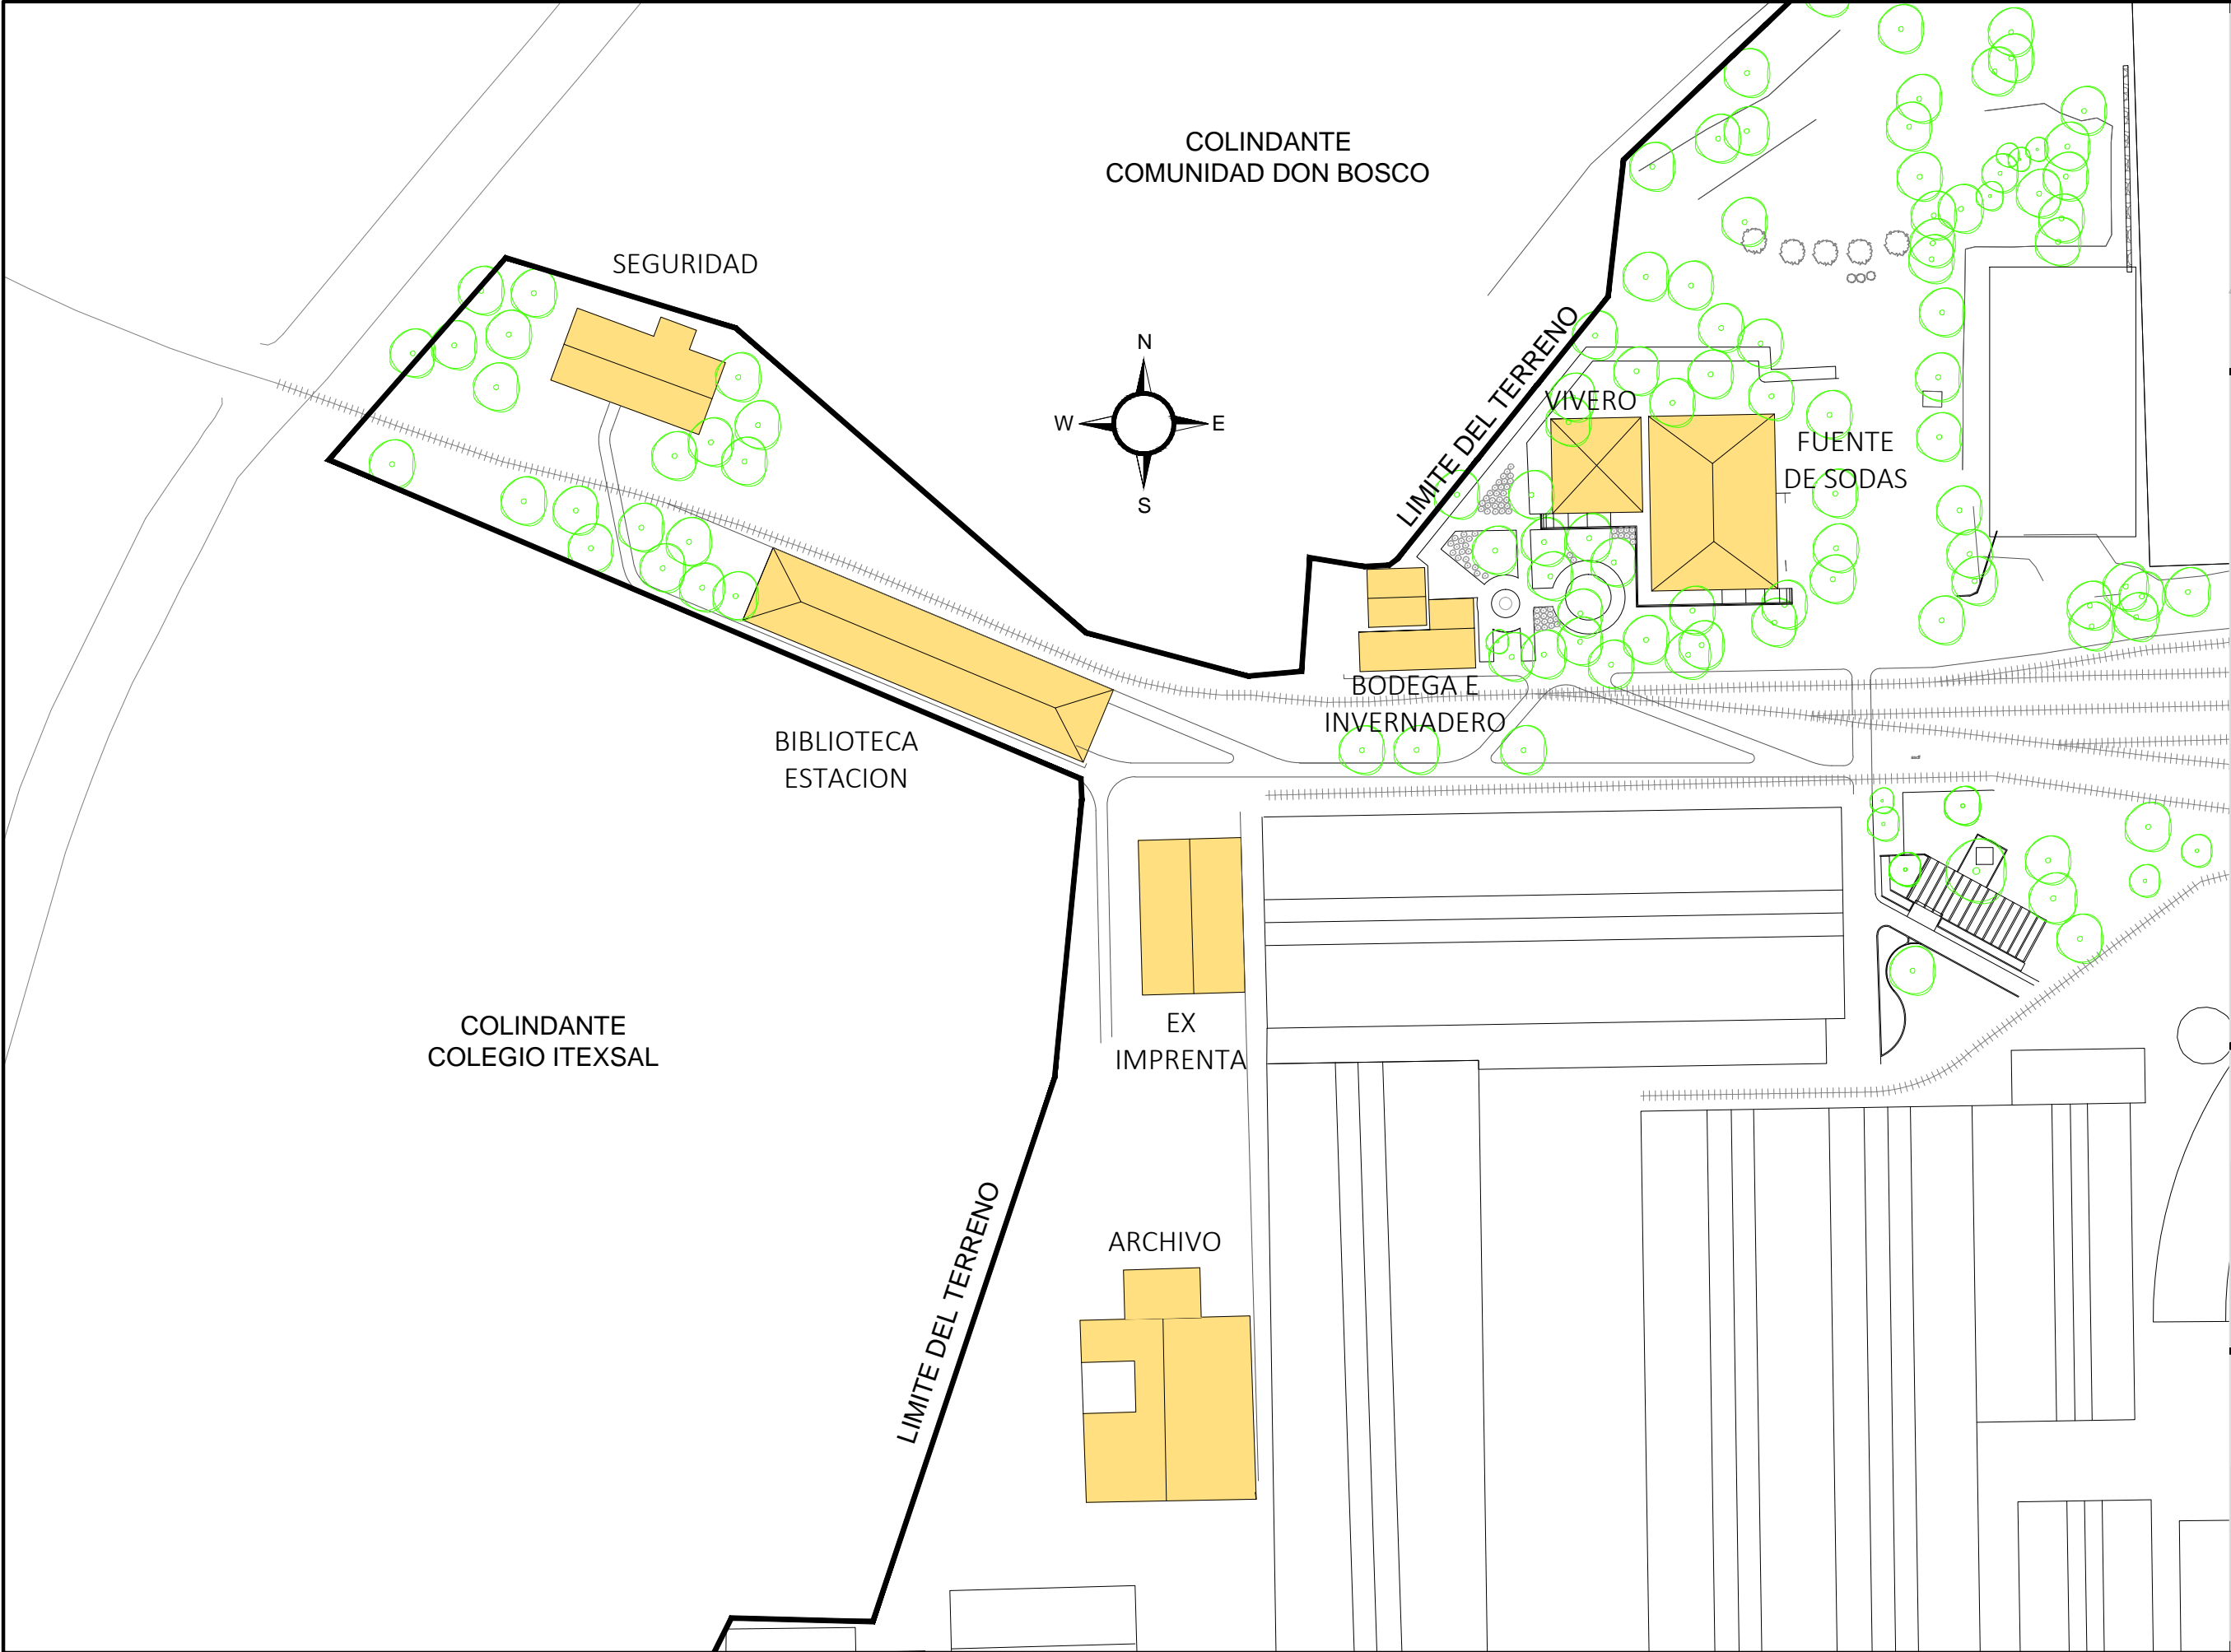 COLINDANTE
COMUNIDAD DON BOSCO
SEGURIDAD
N
W
E
S
LIMITE DEL TERRENO
VIVERO
FUENTE
DE SODAS
BODEGA E
INVERNADERO
BIBLIOTECA
ESTACION
COLINDANTE
COLEGIO ITEXSAL
EX
IMPRENTA
LIMITE DEL TERRENO
ARCHIVO